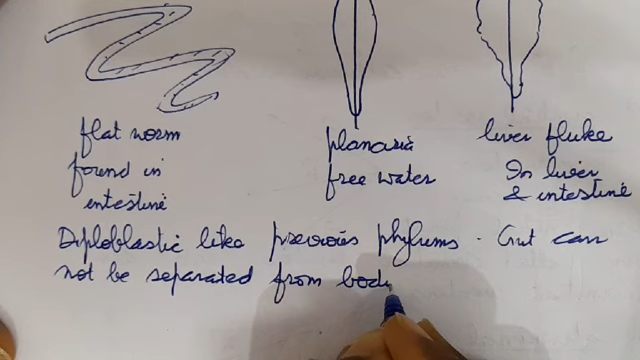 flat worm
found in
intestine
planaria
free water
liver fluke
In liver
& intestine
Diploblastic like previous phylums. Gut can
not be separated from body